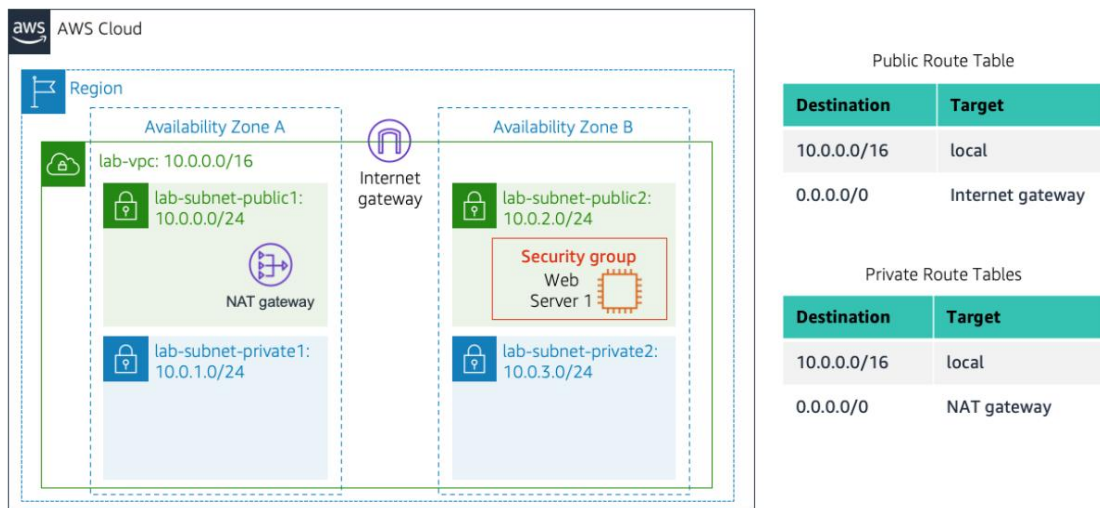 aws AWS Cloud
Region
Availability Zone A
Availability Zone B
lab-vpc: 10.0.0.0/16
Internet
gateway
lab-subnet-public1:
10.0.0.0/24
NAT gateway
lab-subnet-public2:
10.0.2.0/24
Security group
Web
Server 1
lab-subnet-private1:
10.0.1.0/24
lab-subnet-private2:
10.0.3.0/24
Public Route Table
Destination Target
10.0.0.0/16 local
0.0.0.0/0 Internet gateway
Private Route Tables
Destination Target
10.0.0.0/16 local
0.0.0.0/0 NAT gateway